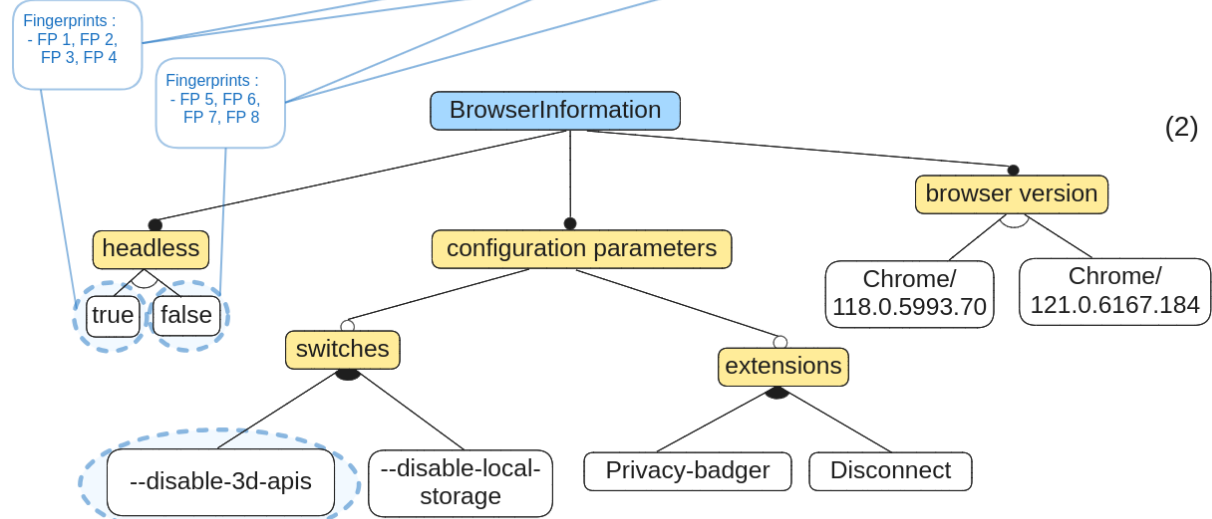 Fingerprints :
- FP 1, FP 2,
FP 3, FP 4
Fingerprints :
- FP 5, FP 6,
FP 7, FP 8
BrowserInformation
(2)
browser version
headless
configuration parameters
Chrome/
118.0.5993.70
Chrome/
121.0.6167.184
true
false
switches
extensions
--disable-3d-apis
--disable-local-
storage
Privacy-badger
Disconnect